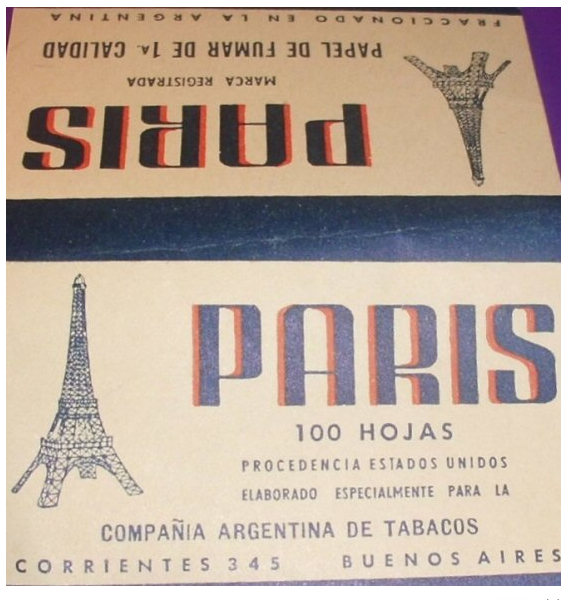 PARIS
MARCA REGISTRADA
PAPEL DE FUMAR DE 1ª. CALIDAD
FRACCIONADO EN LA ARGENTINA
PARIS
100 HOJAS
PROCEDENCIA ESTADOS UNIDOS
ELABORADO ESPECIALMENTE PARA LA
COMPAÑIA ARGENTINA DE TABACOS
CORRIENTES 345 BUENOS AIRES